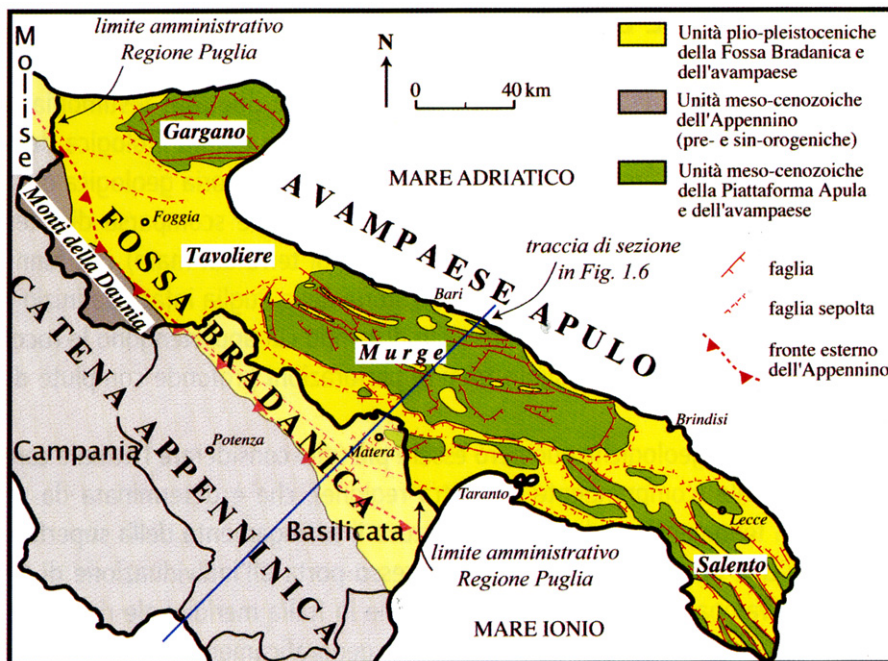 Molise
limite amministrativo
Regione Puglia
N
0 40 km
Unità plio-pleistoceniche
della Fossa Bradanica e
dell'avampaese
Unità meso-cenozoiche
dell'Appennino
(pre- e sin-orogeniche)
Unità meso-cenozoiche
della Piattaforma Apula
e dell'avampaese
faglia
faglia sepolta
fronte esterno
dell'Appennino
Gargano
MARE ADRIATICO
AVAMPAESE APULO
traccia di sezione
in Fig. 1.6
Monti della Daunia
Foggia
Tavoliere
FOSSA BRADANICA
Bari
Murge
CATENA APPENNINICA
Campania
Potenza
Matera
Basilicata
Taranto
Brindisi
Lecce
Salento
limite amministrativo
Regione Puglia
MARE IONIO